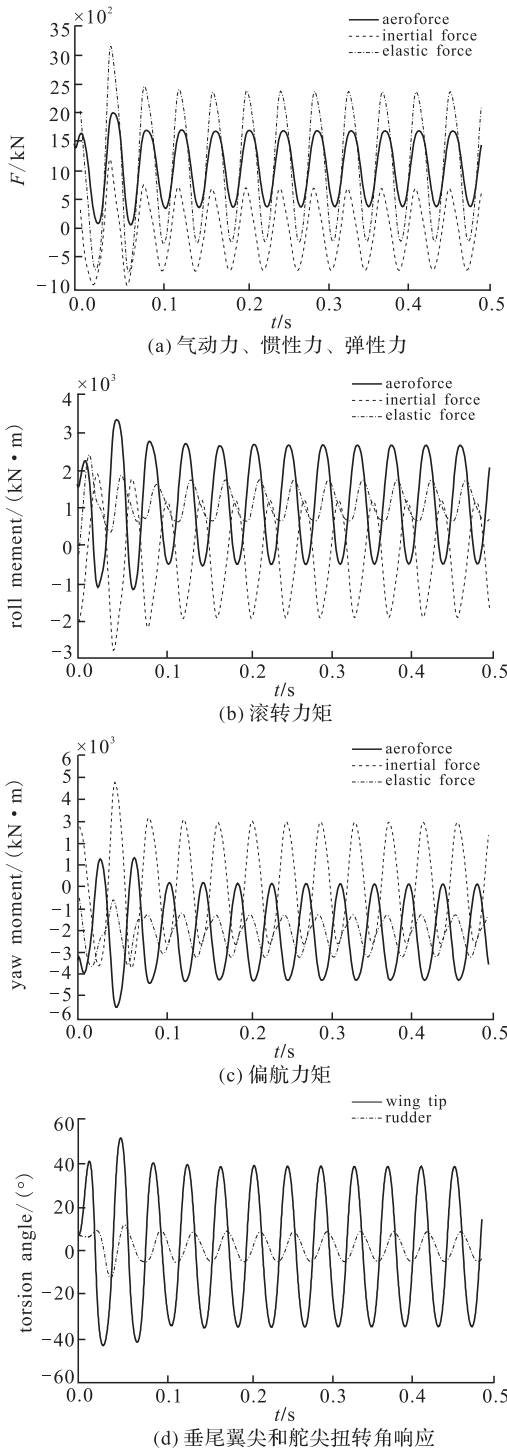 ×10²
aeroforce
inertial force
elastic force
35
30
25
20
15
10
5
0
−5
−10
F/kN
0.0 0.1 0.2 0.3 0.4 0.5
t/s
(a) 气动力、惯性力、弹性力
×10³
aeroforce
inertial force
elastic force
4
3
2
1
0
−1
−2
−3
roll mement/(kN·m)
0.0 0.1 0.2 0.3 0.4 0.5
t/s
(b) 滚转力矩
×10³
aeroforce
inertial force
elastic force
6
5
4
3
1
1
0
−1
−2
−3
−4
−5
−6
yaw moment/(kN·m)
0.0 0.1 0.2 0.3 0.4 0.5
t/s
(c) 偏航力矩
wing tip
rudder
60
40
20
0
−20
−40
−60
torsion angle/(°)
0.0 0.1 0.2 0.3 0.4 0.5
t/s
(d) 垂尾翼尖和舵尖扭转角响应